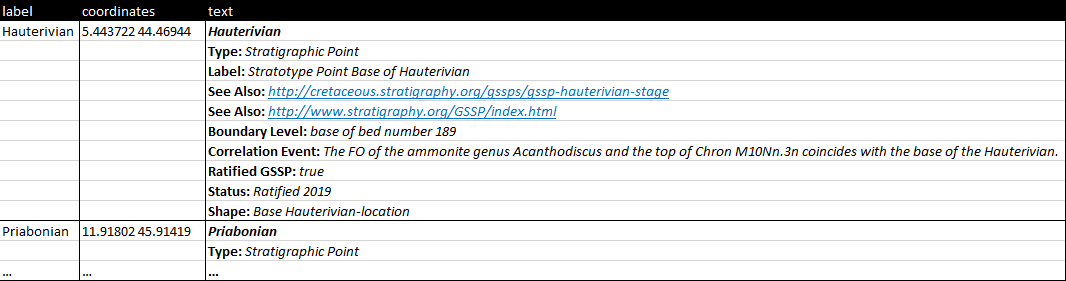 label coordinates text
Hauterivian 5.443722 44.46944 Hauterivian
Type: Stratigraphic Point
Label: Stratotype Point Base of Hauterivian
See Also: http://cretaceous.stratigraphy.org/gssps/gssp-hauterivian-stage
See Also: http://www.stratigraphy.org/GSSP/index.html
Boundary Level: base of bed number 189
Correlation Event: The FO of the ammonite genus Acanthodiscus and the top of Chron M10Nn.3n coincides with the base of the Hauterivian.
Ratified GSSP: true
Status: Ratified 2019
Shape: Base Hauterivian-location
Priabonian 11.91802 45.91419 Priabonian
Type: Stratigraphic Point
... ... ...